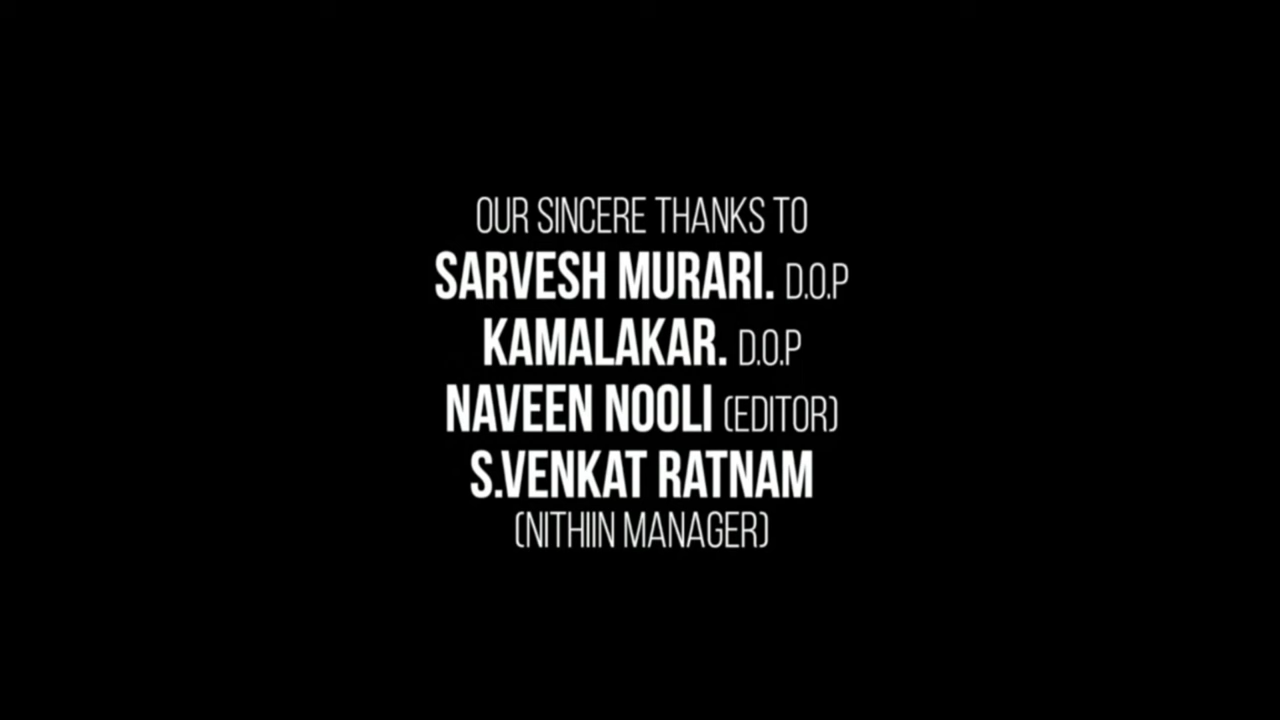 OUR SINCERE THANKS TO
SARVESH MURARI. D.O.P
KAMALAKAR. D.O.P
NAVEEN NOOLI (EDITOR)
S.VENKAT RATNAM
(NITHIIN MANAGER)